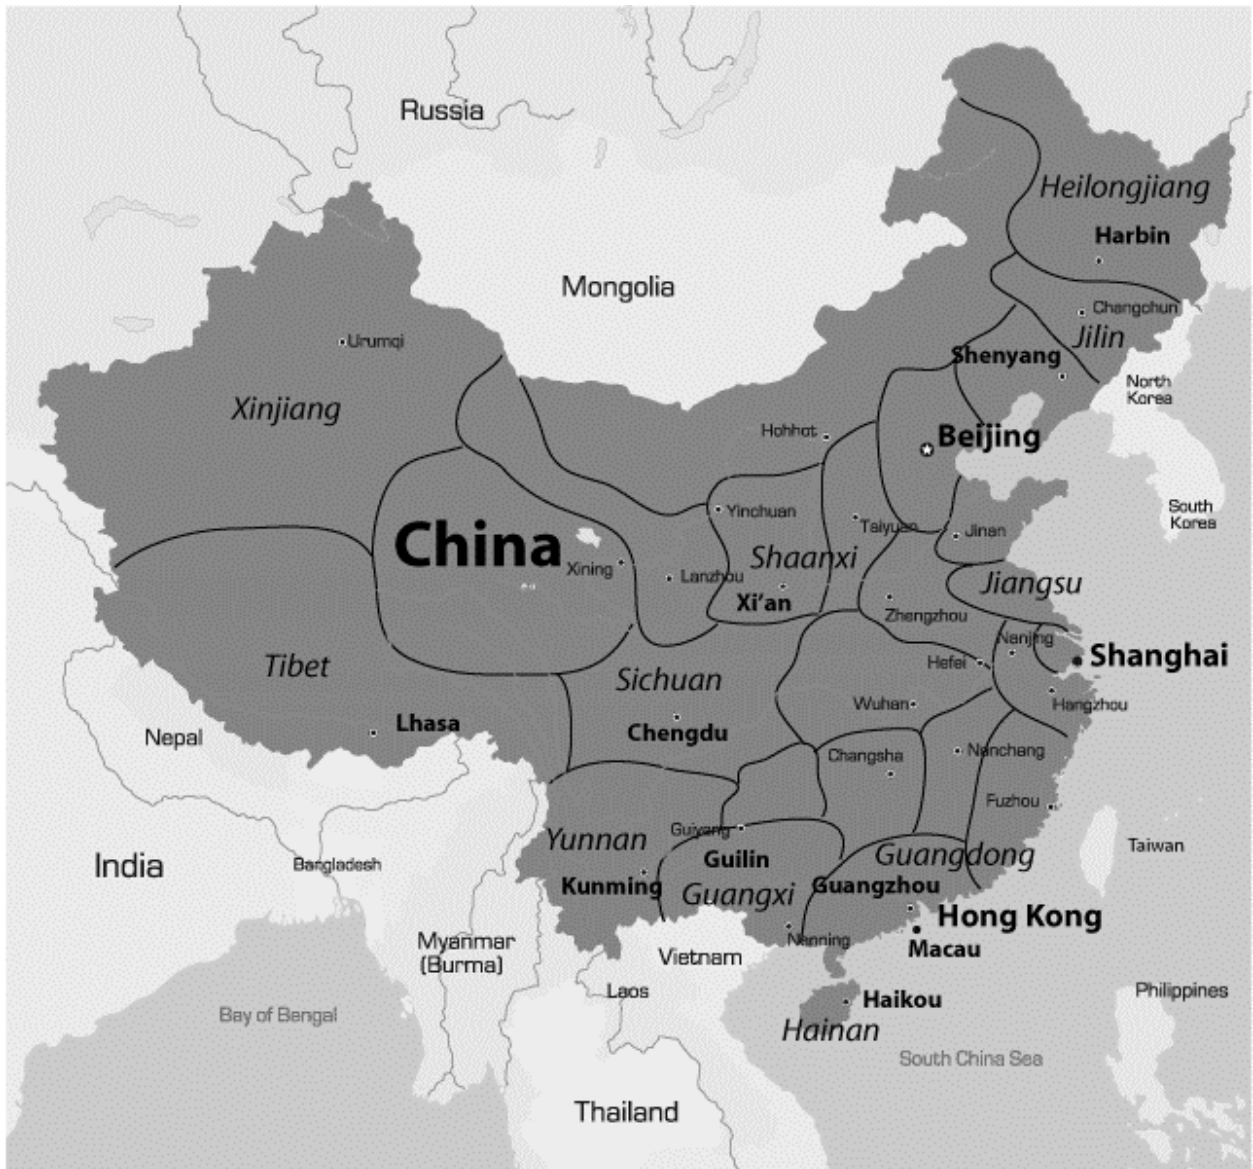 Russia
Heilongjiang
Harbin
Mongolia
Changchun
Urumqi
Jilin
Shenyang
North
Korea
Xinjiang
Hohhot
Beijing
Yinchuan
South
Korea
Taiyuan
Jinan
China
Shaanxi
Xining
Lanzhou
Jiangsu
Xi'an
Zhengzhou
Nanjing
Shanghai
Hefei
Tibet
Sichuan
Wuhan
Hangzhou
Lhasa
Chengdu
Nepal
Nanchang
Changsha
Fuzhou
Guiyang
Yunnan
Taiwan
Guangdong
Guilin
India
Bangladesh
Kunming
Guangxi
Guangzhou
Hong Kong
Nanning
Macau
Myanmar
(Burma)
Vietnam
Laos
Philippines
Haikou
Bay of Bengal
Hainan
South China Sea
Thailand